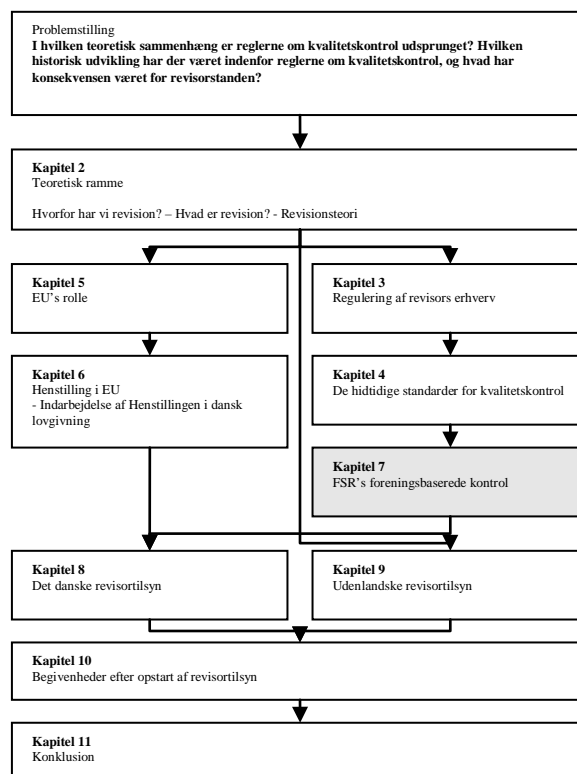 Problemstilling
I hvilken teoretisk sammenhæng er reglerne om kvalitetskontrol udsprunget? Hvilken
historisk udvikling har der været indenfor reglerne om kvalitetskontrol, og hvad har
konsekvensen været for revisorstanden?
Kapitel 2
Teoretisk ramme
Hvorfor har vi revision? – Hvad er revision? - Revisionsteori
Kapitel 5
EU's rolle
Kapitel 3
Regulering af revisors erhverv
Kapitel 6
Henstilling i EU
- Indarbejdelse af Henstillingen i dansk
lovgivning
Kapitel 4
De hidtidige standarder for kvalitetskontrol
Kapitel 7
FSR's foreningsbaserede kontrol
Kapitel 8
Det danske revisortilsyn
Kapitel 9
Udenlandske revisortilsyn
Kapitel 10
Begivenheder efter opstart af revisortilsyn
Kapitel 11
Konklusion